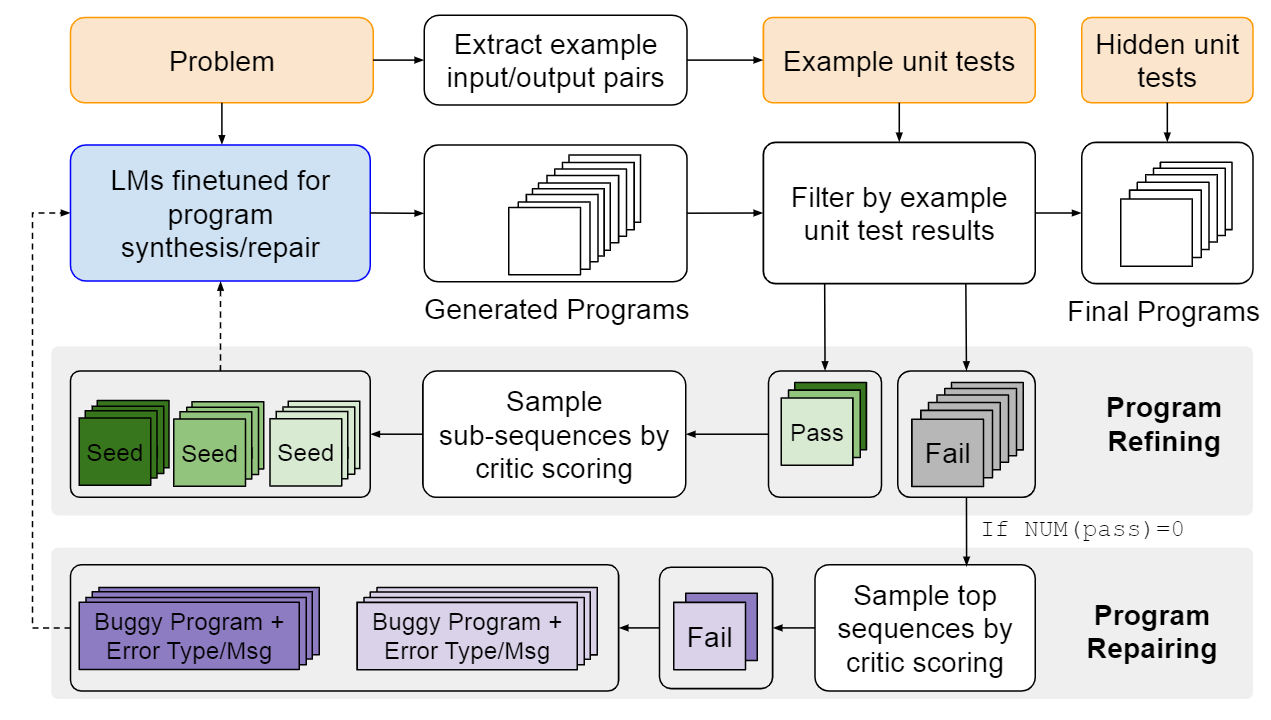 Problem
Extract example
input/output pairs
Example unit tests
Hidden unit
tests
LMs finetuned for
program
synthesis/repair
Generated Programs
Filter by example
unit test results
Final Programs
Seed
Seed
Seed
Sample
sub-sequences by
critic scoring
Pass
Fail
Program
Refining
If NUM(pass)=0
Buggy Program +
Error Type/Msg
Buggy Program +
Error Type/Msg
Fail
Sample top
sequences by
critic scoring
Program
Repairing